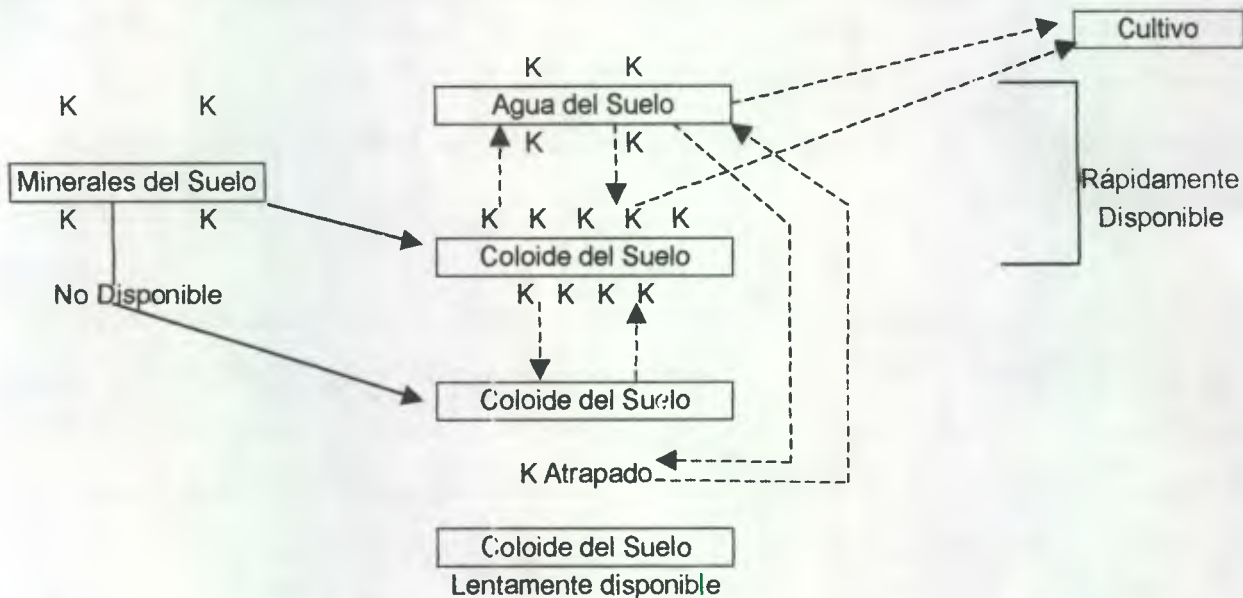 Cultivo
K K
Agua del Suelo
K K
K K
Minerales del Suelo
K K
Rápidamente
Disponible
K K K K K
Coloide del Suelo
No Disponible
K K K K
Coloide del Suelo
K Atrapado
Coloide del Suelo
Lentamente disponible